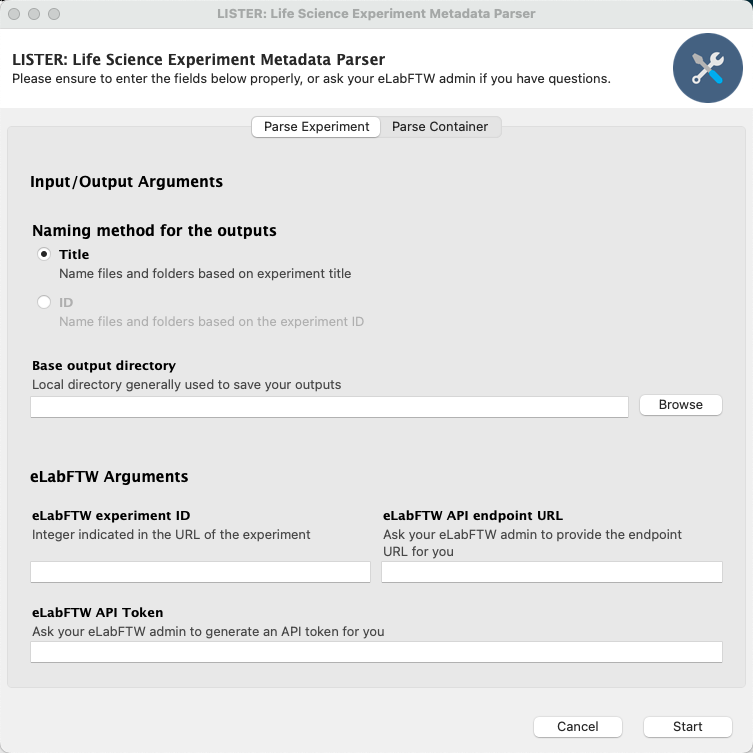 LISTER: Life Science Experiment Metadata Parser
LISTER: Life Science Experiment Metadata Parser
Please ensure to enter the fields below properly, or ask your eLabFTW admin if you have questions.
Parse Experiment Parse Container
Input/Output Arguments
Naming method for the outputs
Title
Name files and folders based on experiment title
ID
Name files and folders based on the experiment ID
Base output directory
Local directory generally used to save your outputs
Browse
eLabFTW Arguments
eLabFTW experiment ID
Integer indicated in the URL of the experiment
eLabFTW API endpoint URL
Ask your eLabFTW admin to provide the endpoint
URL for you
eLabFTW API Token
Ask your eLabFTW admin to generate an API token for you
Cancel Start